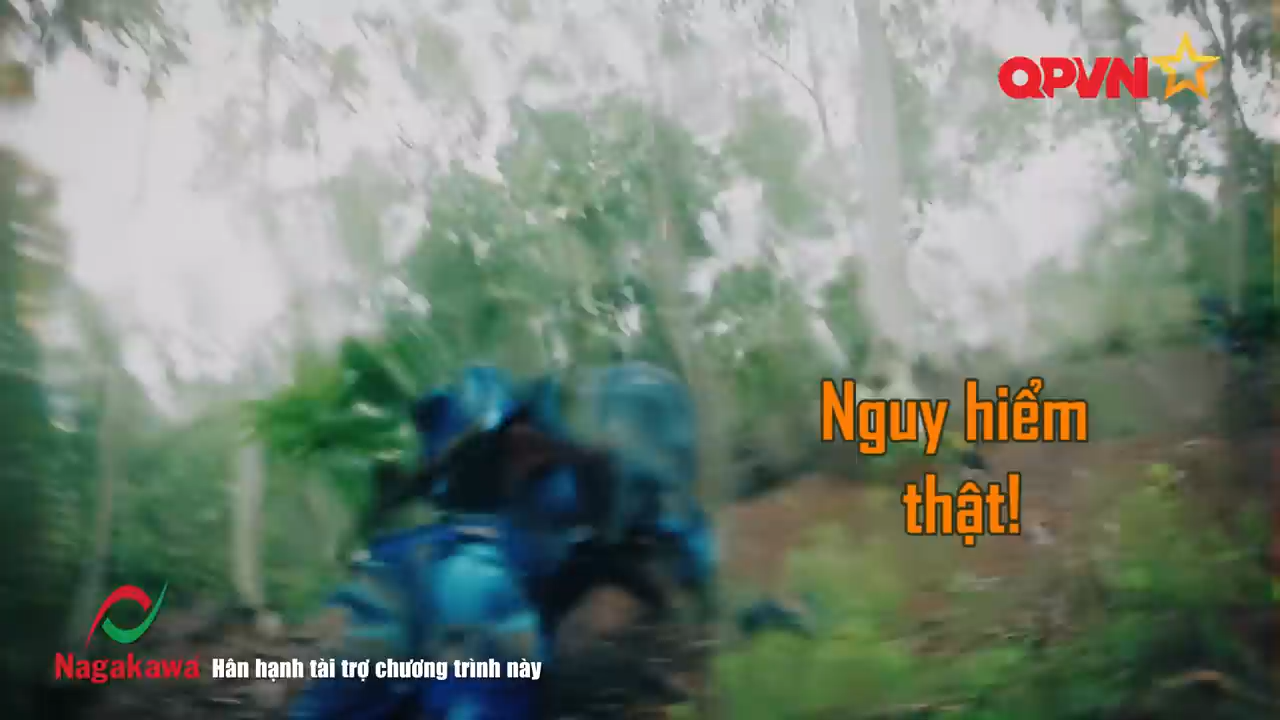 QPVN
Nguy hiểm
thật!
Nagakawa Hân hạnh tài trợ chương trình này